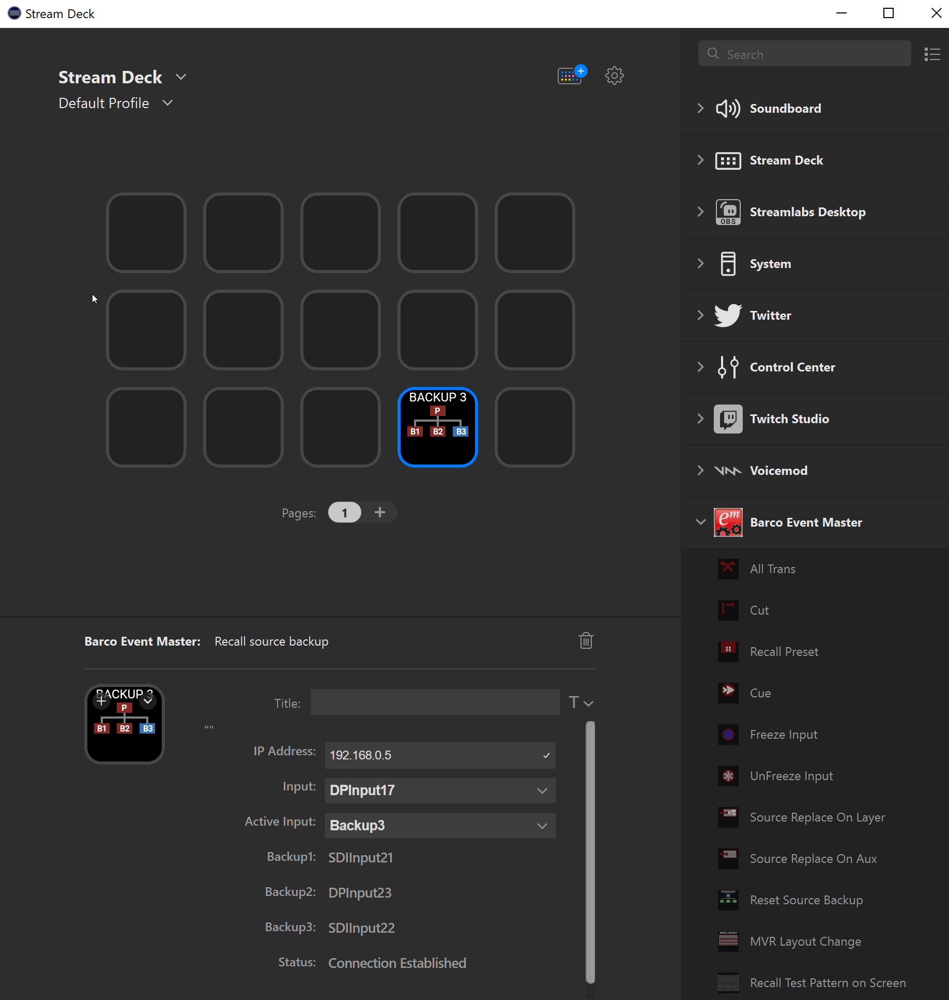 Stream Deck
Stream Deck
Default Profile
BACKUP 3
P
B1 B2 B3
Pages: 1 +
Barco Event Master: Recall source backup
BACKUP 3
P
B1 B2 B3
Title:
T
""
IP Address: 192.168.0.5
Input: DPInput17
Active Input: Backup3
Backup1: SDIInput21
Backup2: DPInput23
Backup3: SDIInput22
Status: Connection Established
Search
Soundboard
Stream Deck
OBS
Streamlabs Desktop
System
Twitter
Control Center
Twitch Studio
Voicemod
em
Barco Event Master
All Trans
Cut
Recall Preset
Cue
Freeze Input
UnFreeze Input
Source Replace On Layer
Source Replace On Aux
PRIMARY
Reset Source Backup
MVR LAYOUT
MVR Layout Change
Recall Test Pattern on Screen